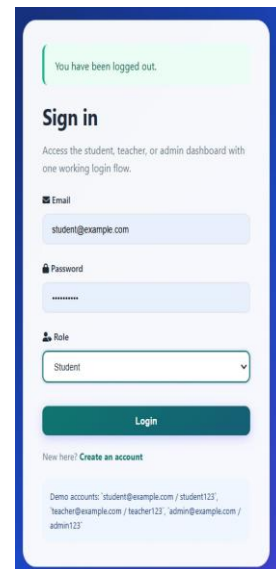 You have been logged out.
Sign in
Access the student, teacher, or admin dashboard with
one working login flow.
Email
student@example.com
Password
••••••••••
Role
Student
Login
New here? Create an account
Demo accounts: `student@example.com / student123`,
`teacher@example.com / teacher123`, `admin@example.com /
admin123`